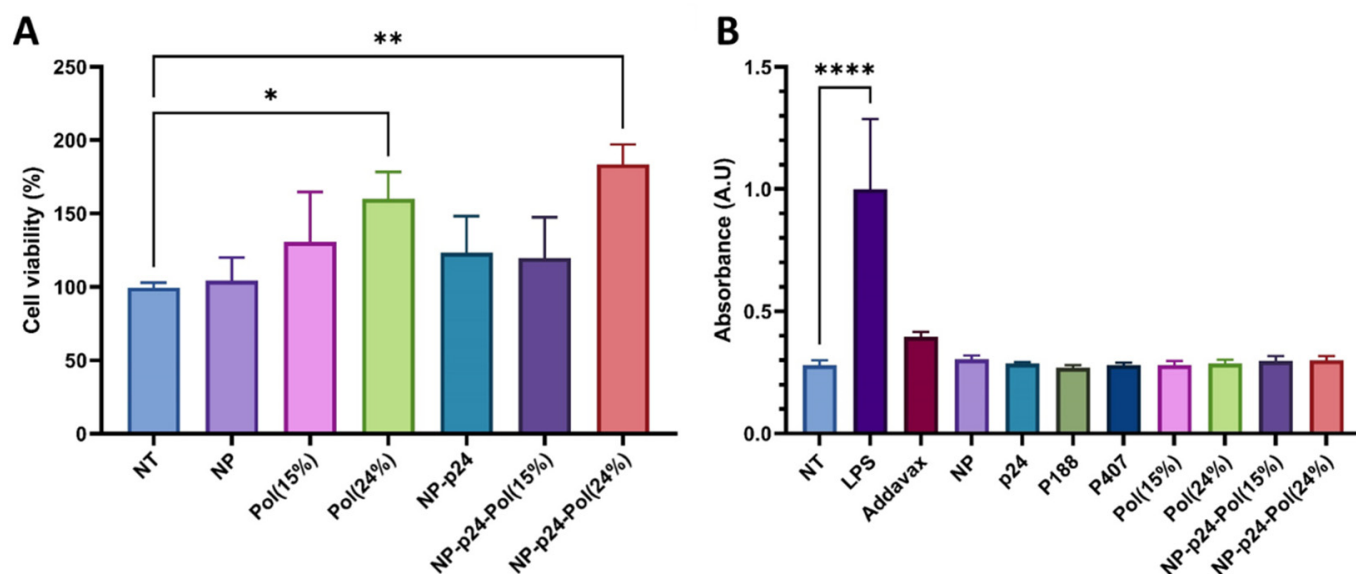 A
**
*
250
200
150
100
50
0
Cell viability (%)
NT
NP
Pol(15%)
Pol(24%)
NP-p24
NP-p24-Pol(15%)
NP-p24-Pol(24%)
B
****
1.5
1.0
0.5
0.0
Absorbance (A.U)
NT
LPS
Addavax
NP
p24
P188
P407
Pol(15%)
Pol(24%)
NP-p24-Pol(15%)
NP-p24-Pol(24%)